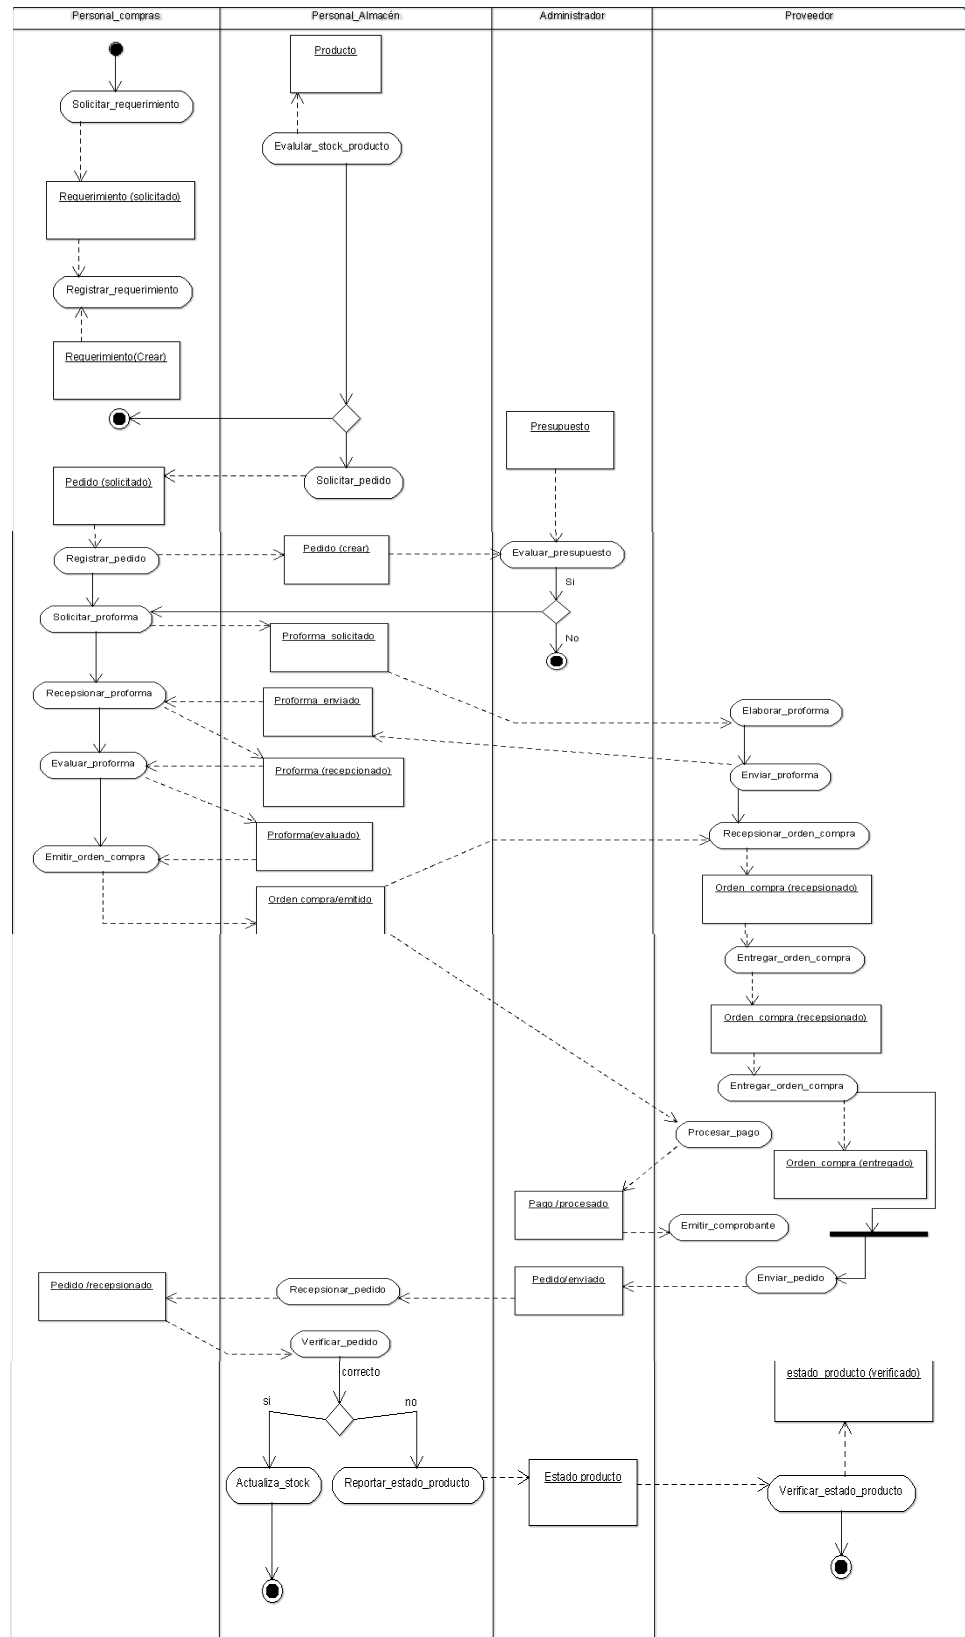 Personal_compras
Personal_Almacén
Administrador
Proveedor
Producto
Solicitar_requerimiento
Evalular_stock_producto
Requerimiento (solicitado)
Registrar_requerimiento
Requerimiento(Crear)
Presupuesto
Pedido (solicitado)
Solicitar_pedido
Registrar_pedido
Pedido (crear)
Evaluar_presupuesto
Si
Solicitar_proforma
Proforma_solicitado
No
Recepsionar_proforma
Proforma_enviado
Elaborar_proforma
Evaluar_proforma
Proforma (recepcionado)
Enviar_proforma
Proforma(evaluado)
Recepsionar_orden_compra
Emitir_orden_compra
Orden compra/emitido
Orden_compra (recepsionado)
Entregar_orden_compra
Orden_compra (recepsionado)
Entregar_orden_compra
Procesar_pago
Orden_compra (entregado)
Pago /procesado
Emitir_comprobante
Pedido /recepsionado
Recepsionar_pedido
Pedido/enviado
Enviar_pedido
Verificar_pedido
correcto
estado_producto (verificado)
si
no
Actualiza_stock
Reportar_estado_producto
Estado producto
Verificar_estado_producto